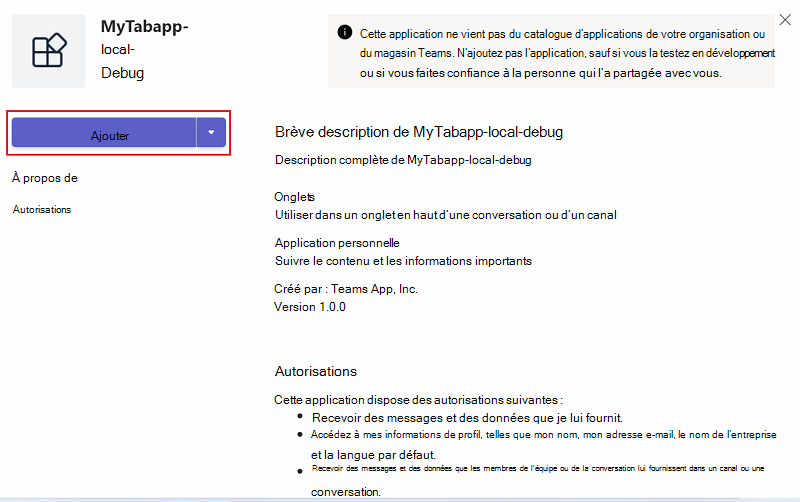 MyTabapp-
local-
Debug
Cette application ne vient pas du catalogue d'applications de votre organisation ou
du magasin Teams. N'ajoutez pas l'application, sauf si vous la testez en développement
ou si vous faites confiance à la personne qui l'a partagée avec vous.
Ajouter
À propos de
Autorisations
Brève description de MyTabapp-local-debug
Description complète de MyTabapp-local-debug
Onglets
Utiliser dans un onglet en haut d'une conversation ou d'un canal
Application personnelle
Suivre le contenu et les informations importants
Créé par : Teams App, Inc.
Version 1.0.0
Autorisations
Cette application dispose des autorisations suivantes :
• Recevoir des messages et des données que je lui fournit.
• Accédez à mes informations de profil, telles que mon nom, mon adresse e-mail, le nom de l'entreprise
et la langue par défaut.
• Recevoir des messages et des données que les membres de l'équipe ou de la conversation lui fournissent dans un canal ou une
conversation.